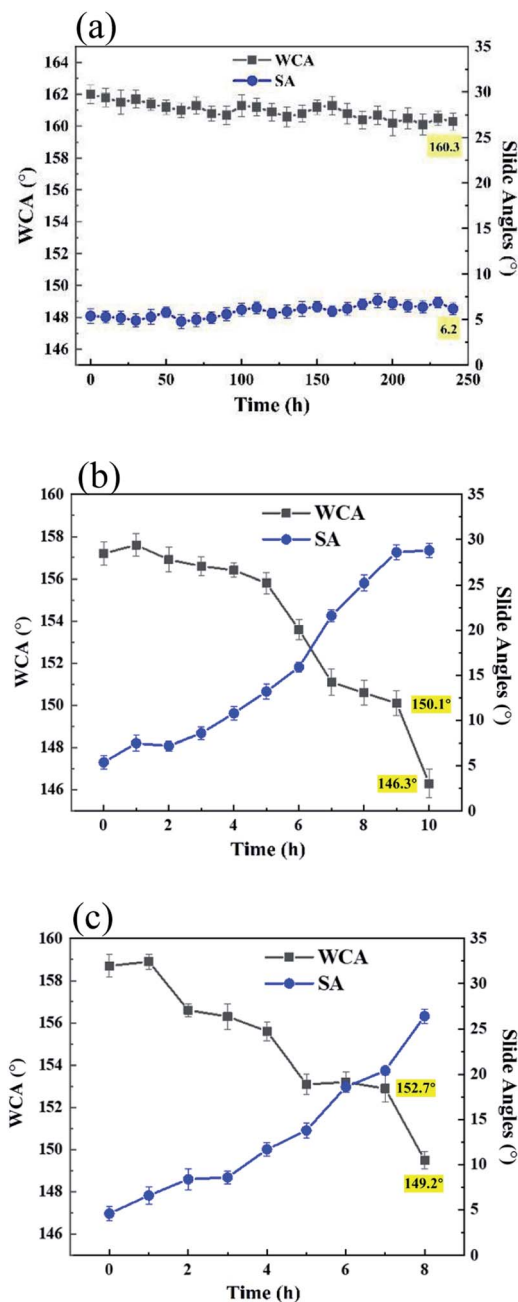 (a)
WCA
SA
164
162
160
158
156
154
152
150
148
146
WCA (°)
35
30
25
20
15
10
5
0
Slide Angles (°)
160.3
6.2
0 50 100 150 200 250
Time (h)
(b)
WCA
SA
160
158
156
154
152
150
148
146
WCA (°)
35
30
25
20
15
10
5
0
Slide Angles (°)
150.1°
146.3°
0 2 4 6 8 10
Time (h)
(c)
WCA
SA
160
158
156
154
152
150
148
146
WCA (°)
35
30
25
20
15
10
5
0
Slide Angles (°)
152.7°
149.2°
0 2 4 6 8
Time (h)